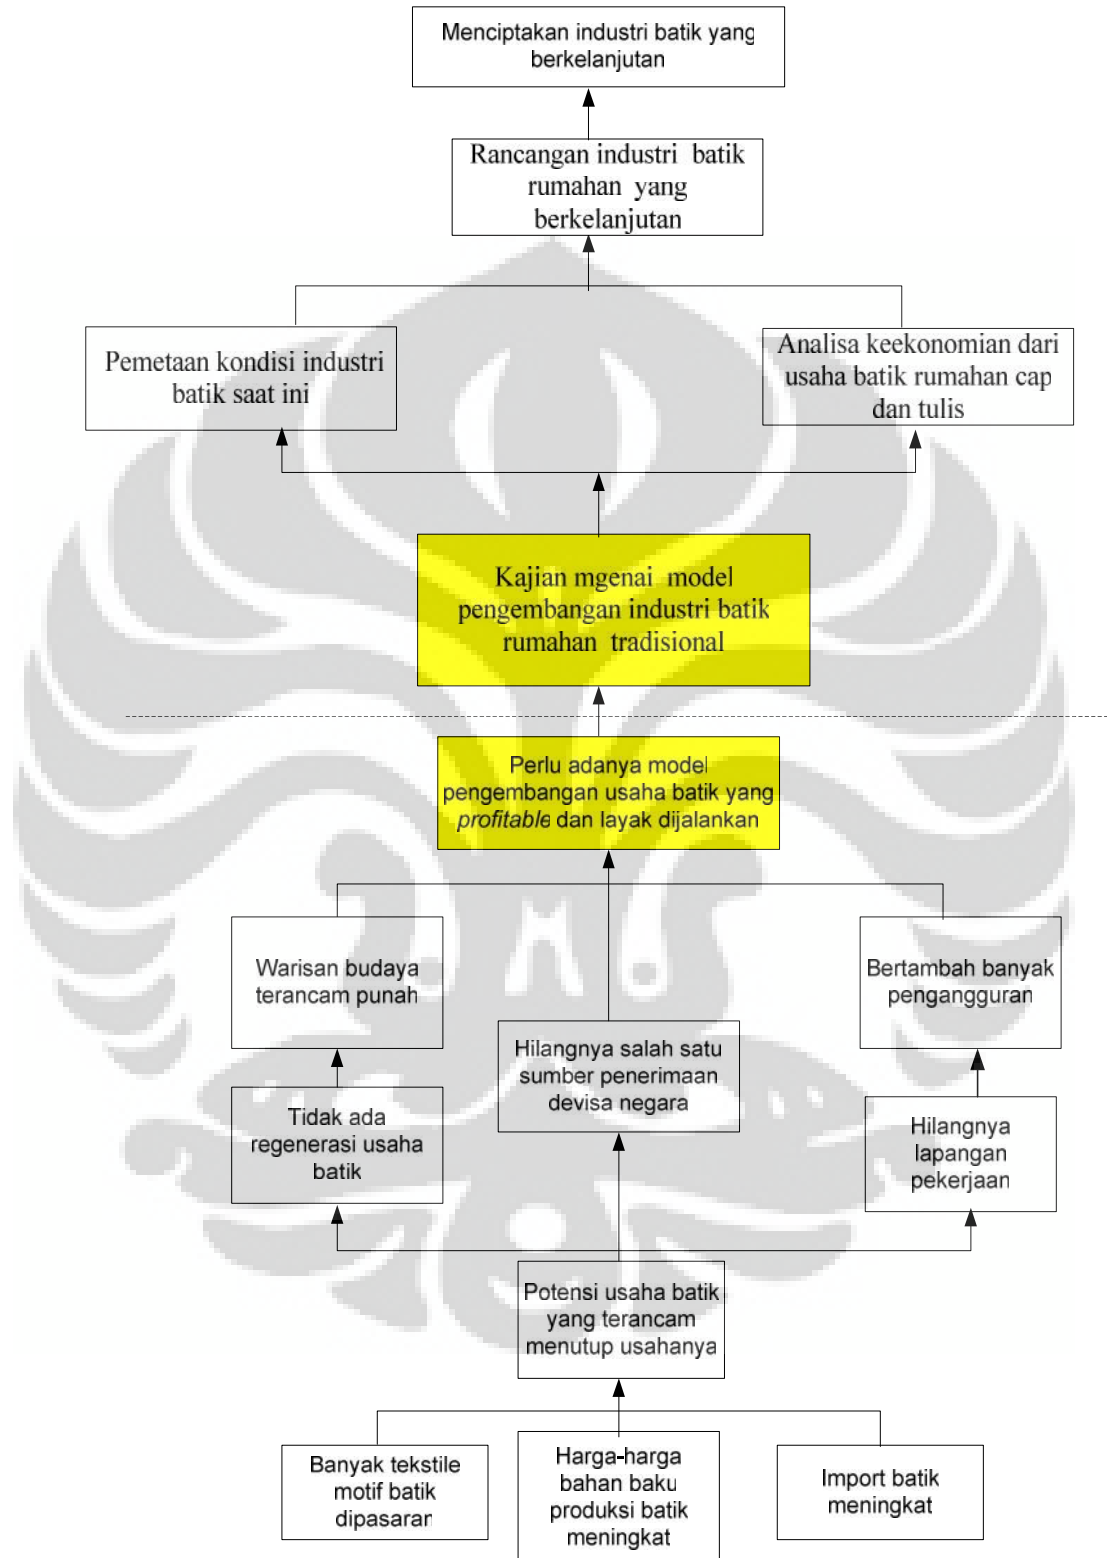 Menciptakan industri batik yang
berkelanjutan
Rancangan industri batik
rumahan yang
berkelanjutan
Pemetaan kondisi industri
batik saat ini
Analisa keekonomian dari
usaha batik rumahan cap
dan tulis
Kajian mgenai model
pengembangan industri batik
rumahan tradisional
Perlu adanya model
pengembangan usaha batik yang
profitable dan layak dijalankan
Warisan budaya
terancam punah
Bertambah banyak
pengangguran
Hilangnya salah satu
sumber penerimaan
devisa negara
Tidak ada
regenerasi usaha
batik
Hilangnya
lapangan
pekerjaan
Potensi usaha batik
yang terancam
menutup usahanya
Banyak tekstile
motif batik
dipasaran
Harga-harga
bahan baku
produksi batik
meningkat
Import batik
meningkat